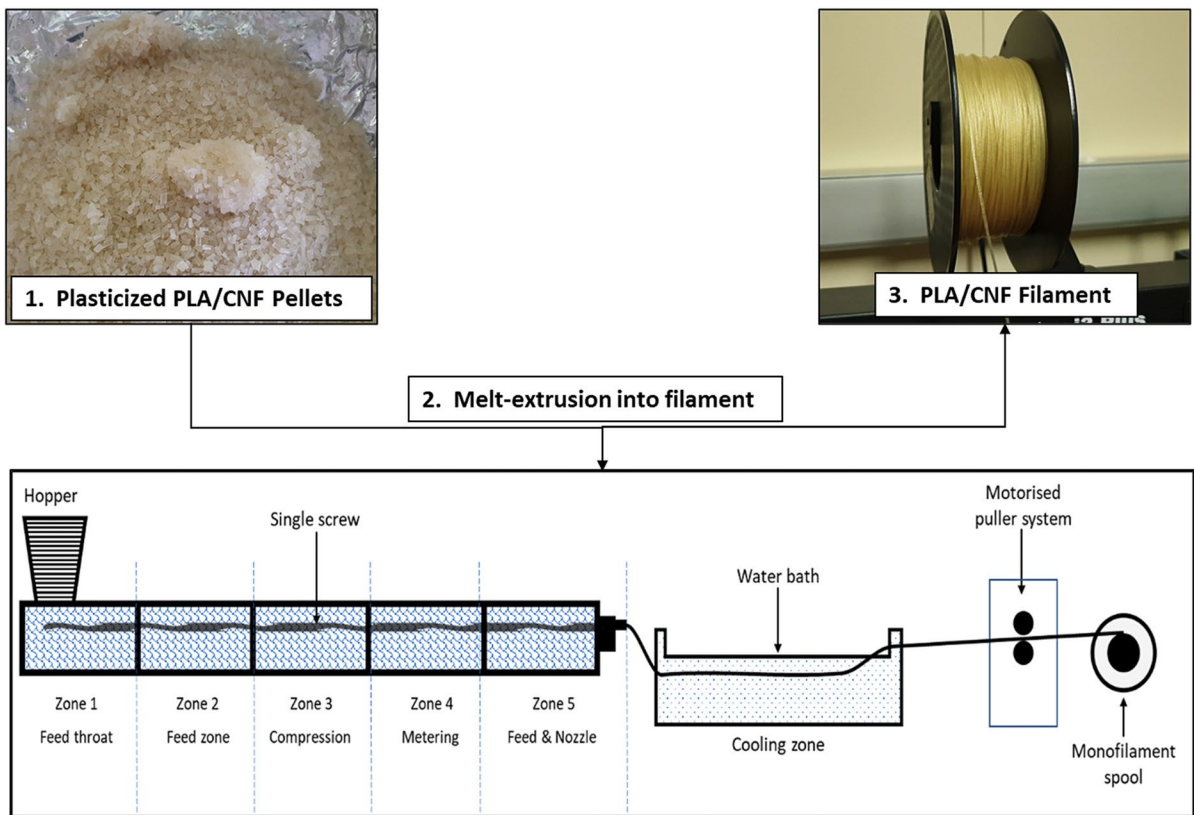 1. Plasticized PLA/CNF Pellets
3. PLA/CNF Filament
2. Melt-extrusion into filament
Hopper
Single screw
Water bath
Motorised
puller system
Zone 1
Zone 2
Zone 3
Zone 4
Zone 5
Feed throat
Feed zone
Compression
Metering
Feed & Nozzle
Cooling zone
Monofilament
spool